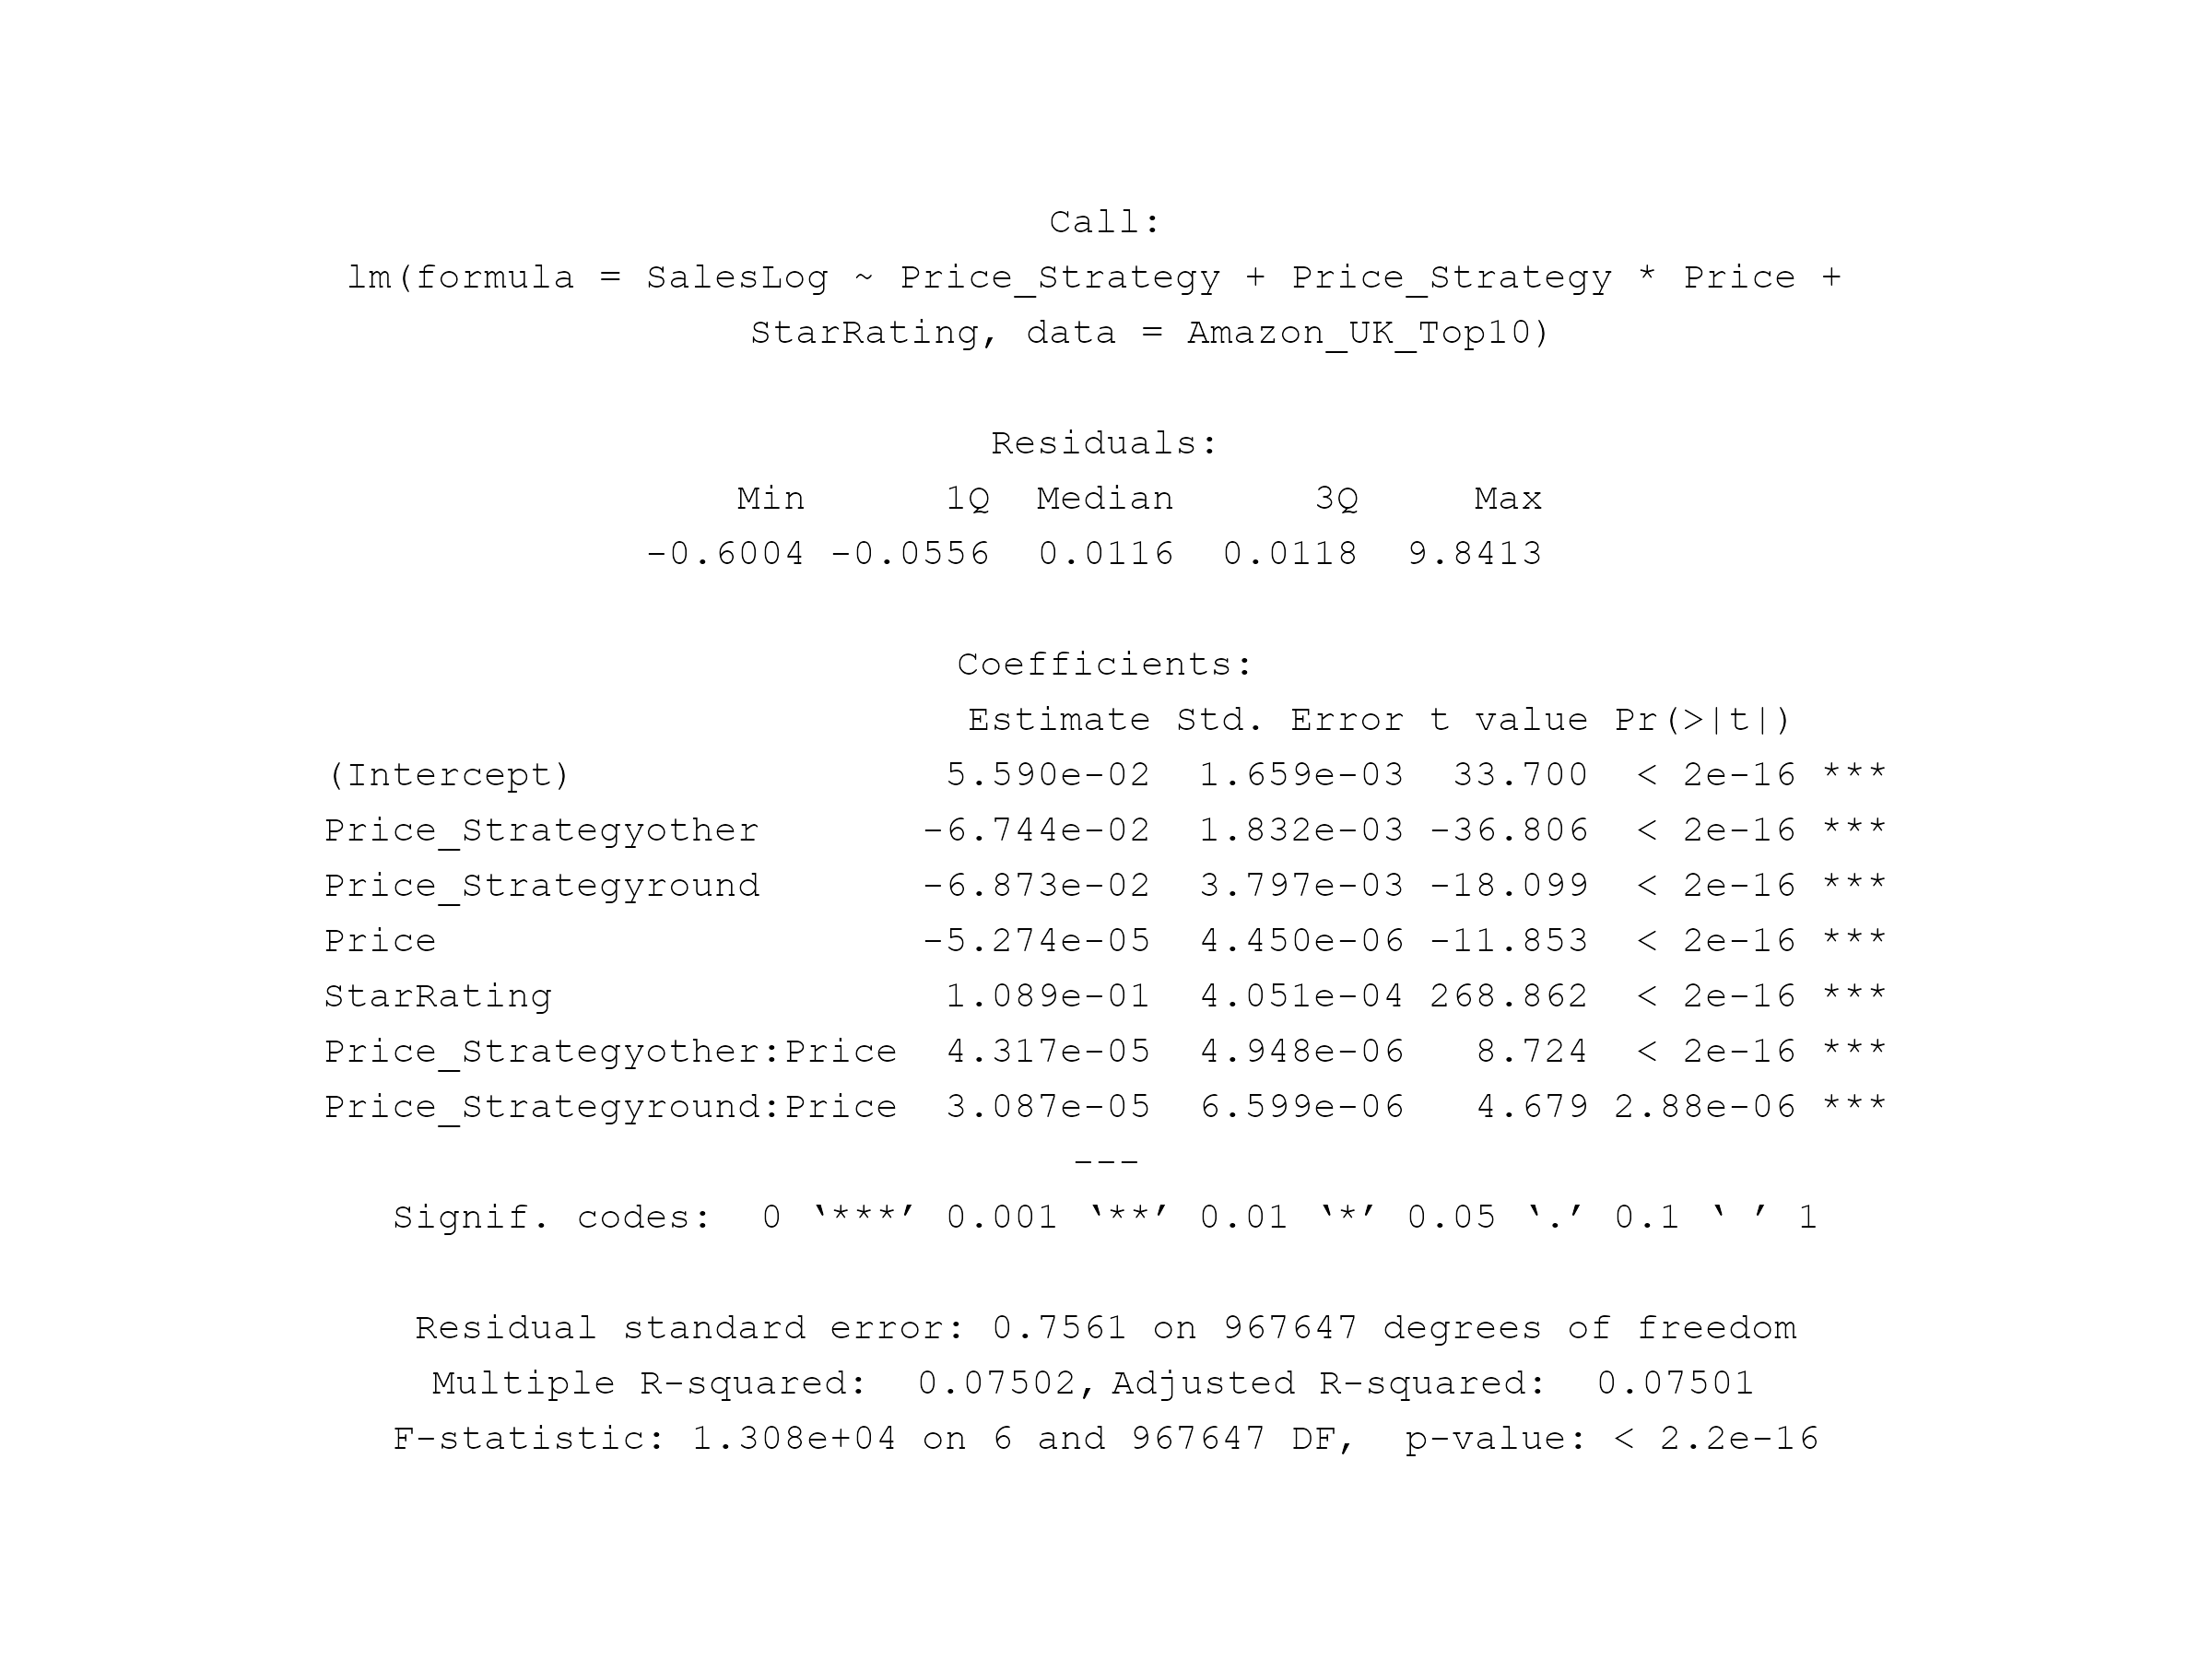 Call:
lm(formula = SalesLog ~ Price_Strategy + Price_Strategy * Price +
StarRating, data = Amazon_UK_Top10)
Residuals:
Min 1Q Median 3Q Max
-0.6004 -0.0556 0.0116 0.0118 9.8413
Coefficients:
Estimate Std. Error t value Pr(>|t|)
(Intercept) 5.590e-02 1.659e-03 33.700 < 2e-16 ***
Price_Strategyother -6.744e-02 1.832e-03 -36.806 < 2e-16 ***
Price_Strategyround -6.873e-02 3.797e-03 -18.099 < 2e-16 ***
Price -5.274e-05 4.450e-06 -11.853 < 2e-16 ***
StarRating 1.089e-01 4.051e-04 268.862 < 2e-16 ***
Price_Strategyother:Price 4.317e-05 4.948e-06 8.724 < 2e-16 ***
Price_Strategyround:Price 3.087e-05 6.599e-06 4.679 2.88e-06 ***
---
Signif. codes: 0 ‘***’ 0.001 ‘**’ 0.01 ‘*’ 0.05 ‘.’ 0.1 ‘ ’ 1
Residual standard error: 0.7561 on 967647 degrees of freedom
Multiple R-squared: 0.07502, Adjusted R-squared: 0.07501
F-statistic: 1.308e+04 on 6 and 967647 DF, p-value: < 2.2e-16